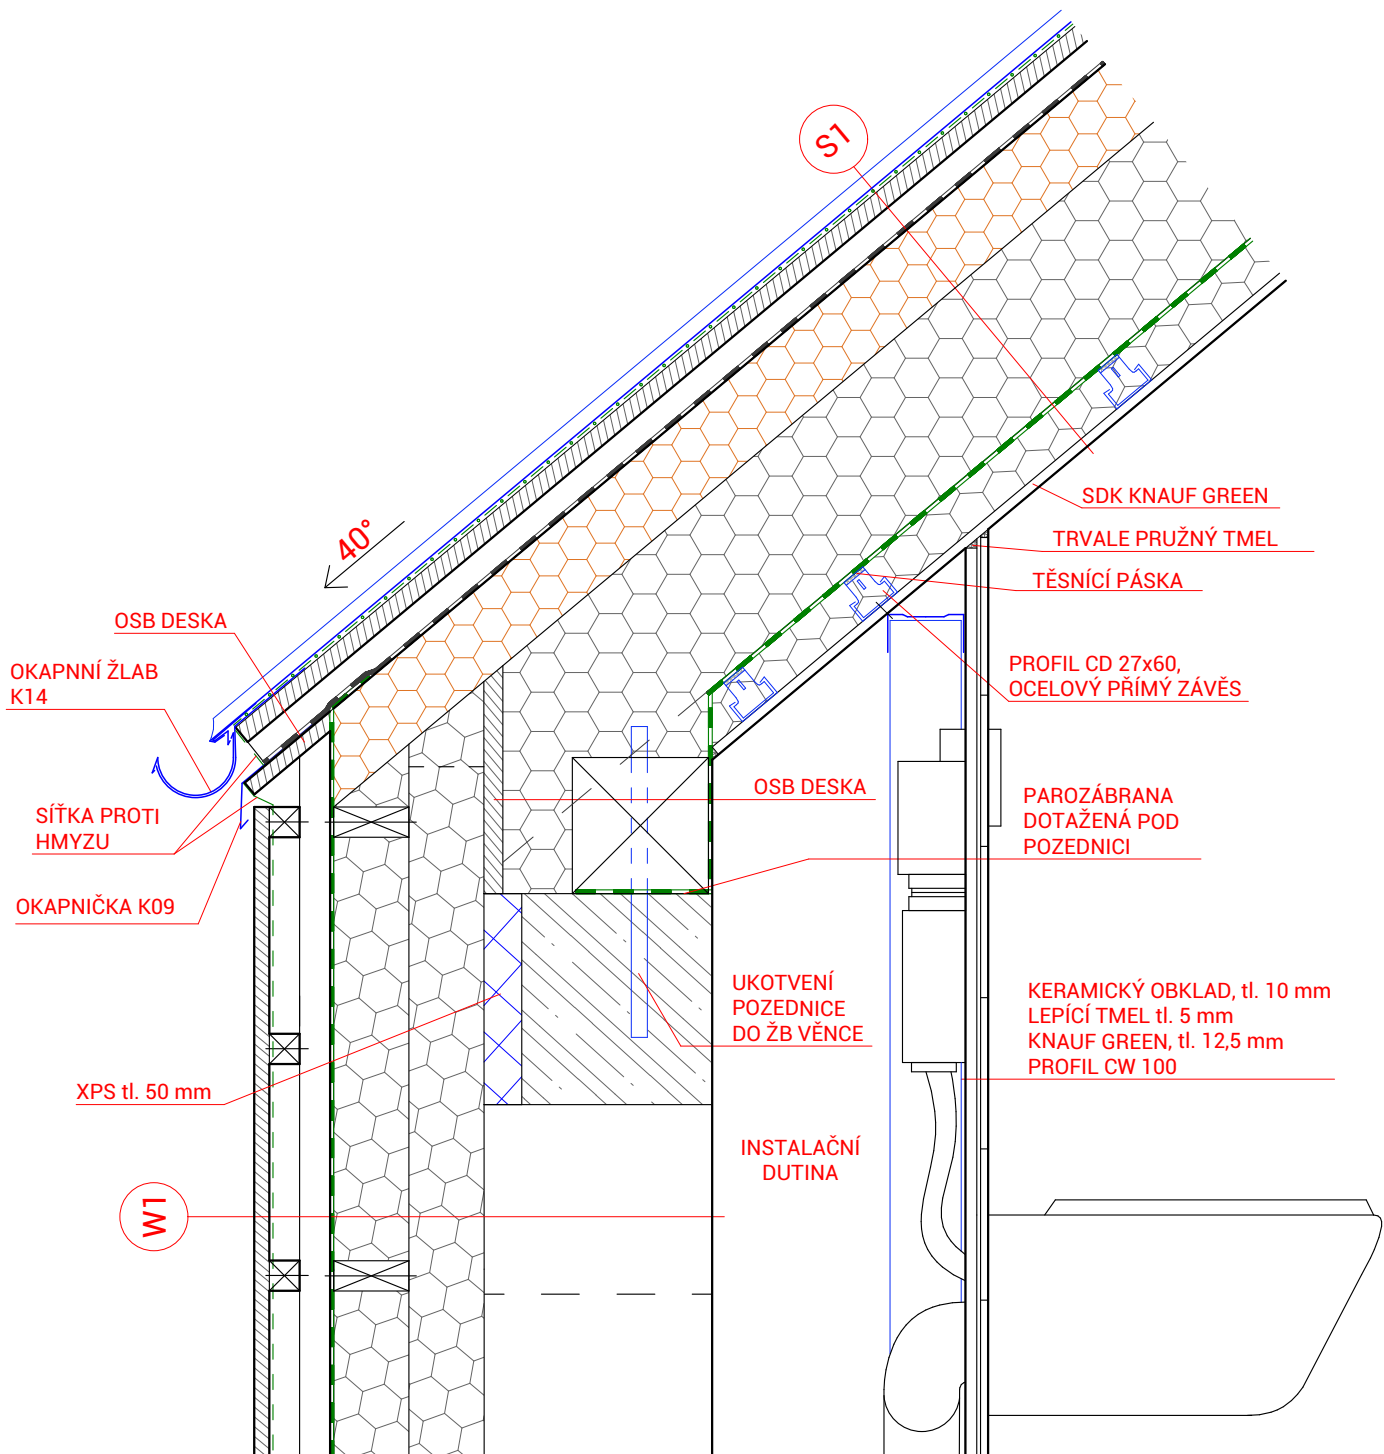 S1
40°
SDK KNAUF GREEN
TRVALE PRUŽNÝ TMEL
TĚSNÍCÍ PÁSKA
OSB DESKA
OKAPNNÍ ŽLAB
K14
PROFIL CD 27x60,
OCELOVÝ PŘÍMÝ ZÁVĚS
OSB DESKA
PAROZÁBRANA
DOTAŽENÁ POD
POZEDNICI
SÍŤKA PROTI
HMYZU
OKAPNIČKA K09
UKOTVENÍ
POZEDNICE
DO ŽB VĚNCE
KERAMICKÝ OBKLAD, tl. 10 mm
LEPÍCÍ TMEL tl. 5 mm
KNAUF GREEN, tl. 12,5 mm
PROFIL CW 100
XPS tl. 50 mm
INSTALAČNÍ
DUTINA
W1